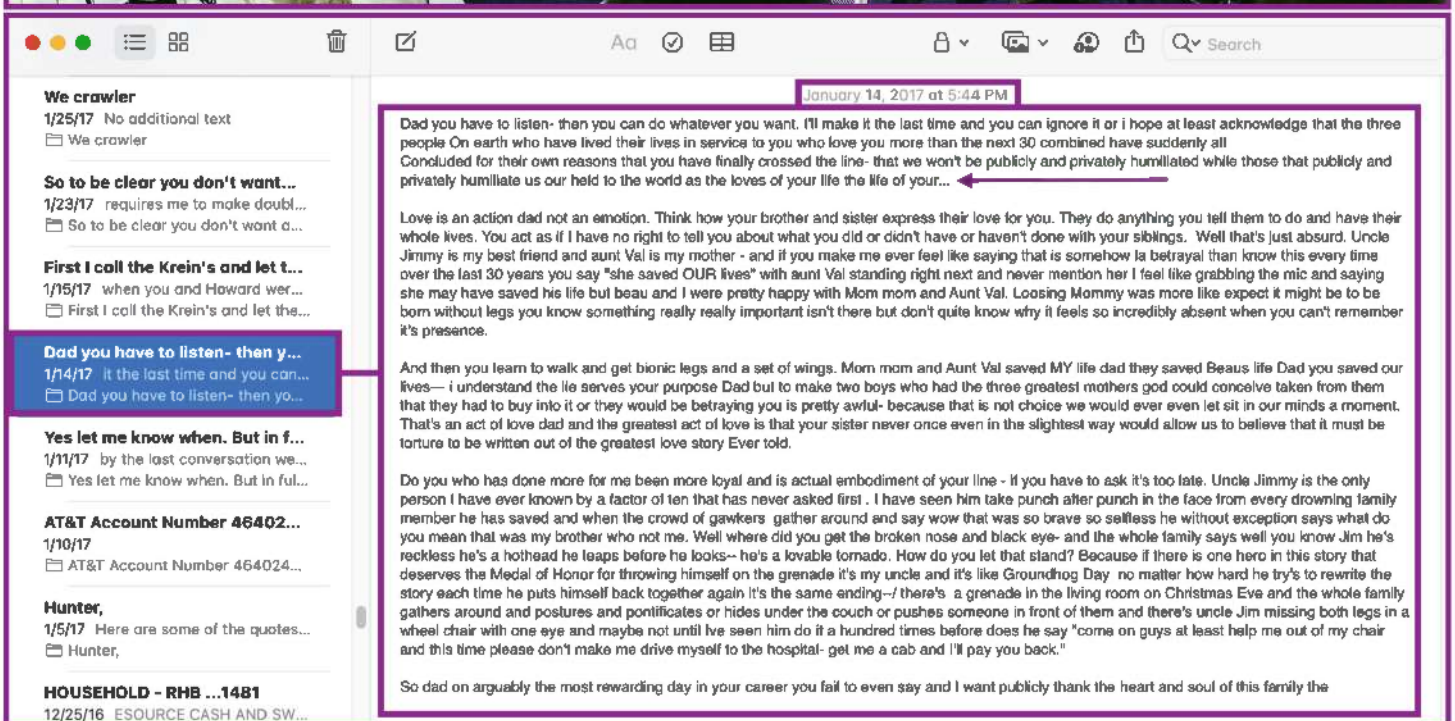 Aa
Search
We crawler
1/25/17 No additional text
We crawler
So to be clear you don't want...
1/23/17 requires me to make doubl...
So to be clear you don't want a...
First I call the Krein's and let t...
1/15/17 when you and Howard wer...
First I call the Krein's and let the...
Dad you have to listen- then y...
1/14/17 it the last time and you can...
Dad you have to listen- then yo...
Yes let me know when. But in f...
1/11/17 by the last conversation we...
Yes let me know when. But in ful...
AT&T Account Number 46402...
1/10/17
AT&T Account Number 464024...
Hunter,
1/5/17 Here are some of the quotes...
Hunter,
HOUSEHOLD - RHB ...1481
12/25/16 ESOURCE CASH AND SW...
January 14, 2017 at 5:44 PM
Dad you have to listen- then you can do whatever you want. I'll make it the last time and you can ignore it or i hope at least acknowledge that the three
people On earth who have lived their lives in service to you who love you more than the next 30 combined have suddenly all
Concluded for their own reasons that you have finally crossed the line- that we won't be publicly and privately humiliated while those that publicly and
privately humiliate us our held to the world as the loves of your life the life of your...
Love is an action dad not an emotion. Think how your brother and sister express their love for you. They do anything you tell them to do and have their
whole lives. You act as if I have no right to tell you about what you did or didn't have or haven't done with your siblings. Well that's just absurd. Uncle
Jimmy is my best friend and aunt Val is my mother - and if you make me ever feel like saying that is somehow la betrayal than know this every time
over the last 30 years you say "she saved OUR lives" with aunt Val standing right next and never mention her I feel like grabbing the mic and saying
she may have saved his life but beau and I were pretty happy with Mom mom and Aunt Val. Loosing Mommy was more like expect it might be to be
born without legs you know something really really important isn't there but don't quite know why it feels so incredibly absent when you can't remember
it's presence.
And then you learn to walk and get bionic legs and a set of wings. Mom mom and Aunt Val saved MY life dad they saved Beaus life Dad you saved our
lives— i understand the lie serves your purpose Dad but to make two boys who had the three greatest mothers god could conceive taken from them
that they had to buy into it or they would be betraying you is pretty awful- because that is not choice we would ever even let sit in our minds a moment.
That's an act of love dad and the greatest act of love is that your sister never once even in the slightest way would allow us to believe that it must be
torture to be written out of the greatest love story Ever told.
Do you who has done more for me been more loyal and is actual embodiment of your line - if you have to ask it's too late. Uncle Jimmy is the only
person I have ever known by a factor of ten that has never asked first . I have seen him take punch after punch in the face from every drowning family
member he has saved and when the crowd of gawkers gather around and say wow that was so brave so selfless he without exception says what do
you mean that was my brother who not me. Well where did you get the broken nose and black eye- and the whole family says well you know Jim he's
reckless he's a hothead he leaps before he looks-- he's a lovable tornado. How do you let that stand? Because if there is one hero in this story that
deserves the Medal of Honor for throwing himself on the grenade it's my uncle and it's like Groundhog Day no matter how hard he try's to rewrite the
story each time he puts himself back together again it's the same ending--/ there's a grenade in the living room on Christmas Eve and the whole family
gathers around and postures and pontificates or hides under the couch or pushes someone in front of them and there's uncle Jim missing both legs in a
wheel chair with one eye and maybe not until Ive seen him do it a hundred times before does he say "come on guys at least help me out of my chair
and this time please don't make me drive myself to the hospital- get me a cab and I'll pay you back."
So dad on arguably the most rewarding day in your career you fail to even say and I want publicly thank the heart and soul of this family the